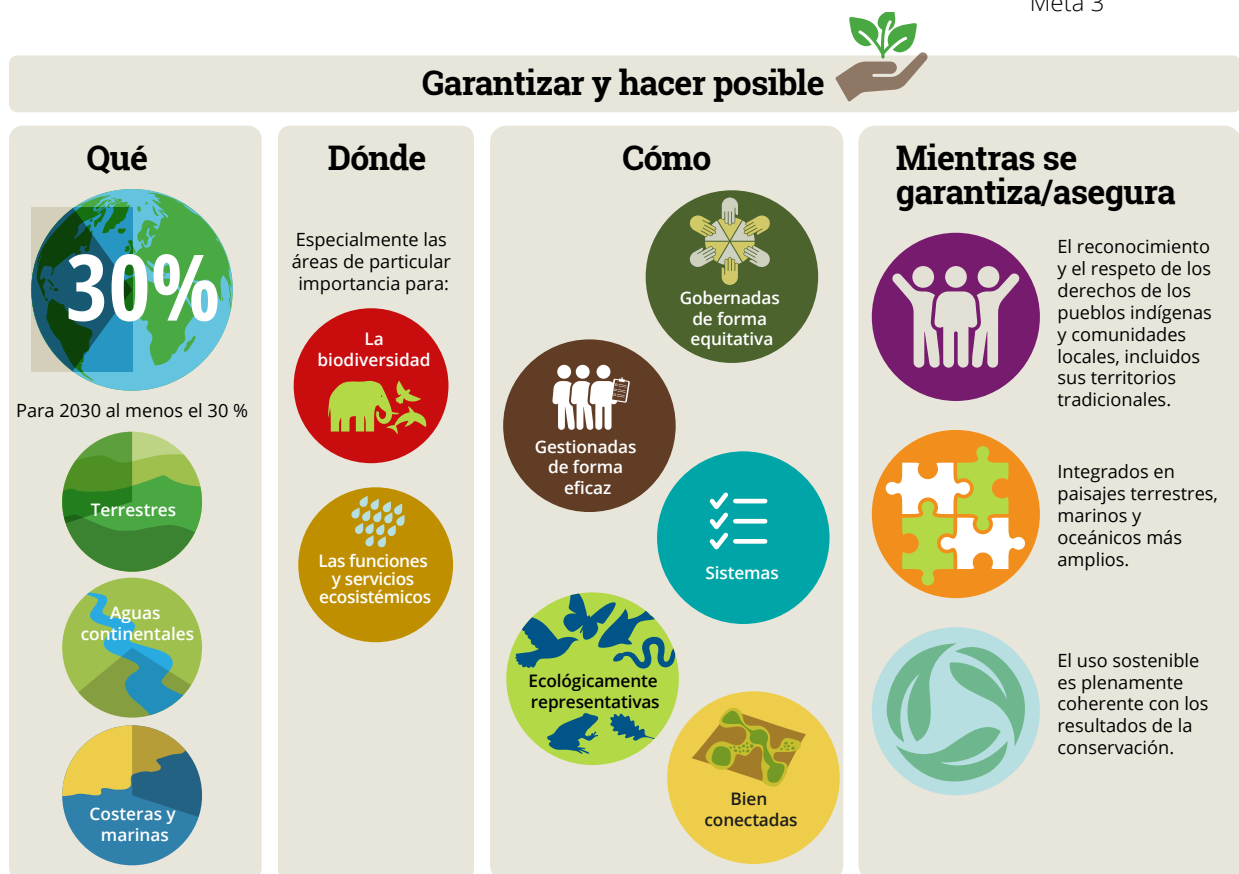 Meta 3
Garantizar y hacer posible
Qué
30%
Para 2030 al menos el 30 %
Terrestres
Aguas
continentales
Costeras y
marinas
Dónde
Especialmente las
áreas de particular
importancia para:
La
biodiversidad
Las funciones
y servicios
ecosistémicos
Cómo
Gobernadas
de forma
equitativa
Gestionadas
de forma
eficaz
Sistemas
Ecológicamente
representativas
Bien
conectadas
Mientras se
garantiza/asegura
El reconocimiento
y el respeto de los
derechos de los
pueblos indígenas
y comunidades
locales, incluidos
sus territorios
tradicionales.
Integrados en
paisajes terrestres,
marinos y
oceánicos más
amplios.
El uso sostenible
es plenamente
coherente con los
resultados de la
conservación.